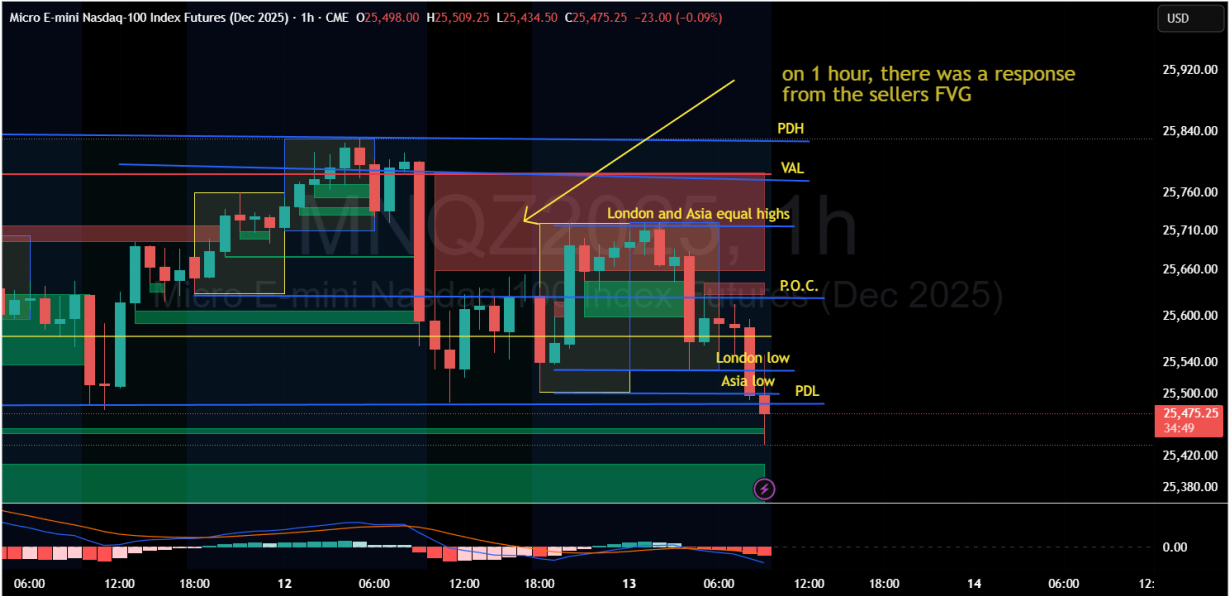 Micro E-mini Nasdaq-100 Index Futures (Dec 2025) · 1h · CME O25,498.00 H25,509.25 L25,434.50 C25,475.25 −23.00 (−0.09%)
USD
25,920.00
on 1 hour, there was a response
from the sellers FVG
PDH
25,840.00
VAL
25,760.00
London and Asia equal highs
MNQZ2025, 1h
25,710.00
25,660.00
P.O.C.
Micro E-mini Nasdaq-100 Index Futures (Dec 2025)
25,600.00
London low
25,540.00
Asia low
PDL
25,500.00
25,475.25
34:49
25,420.00
25,380.00
0.00
06:00 12:00 18:00 12 06:00 12:00 18:00 13 06:00 12:00 18:00 14 06:00 12: